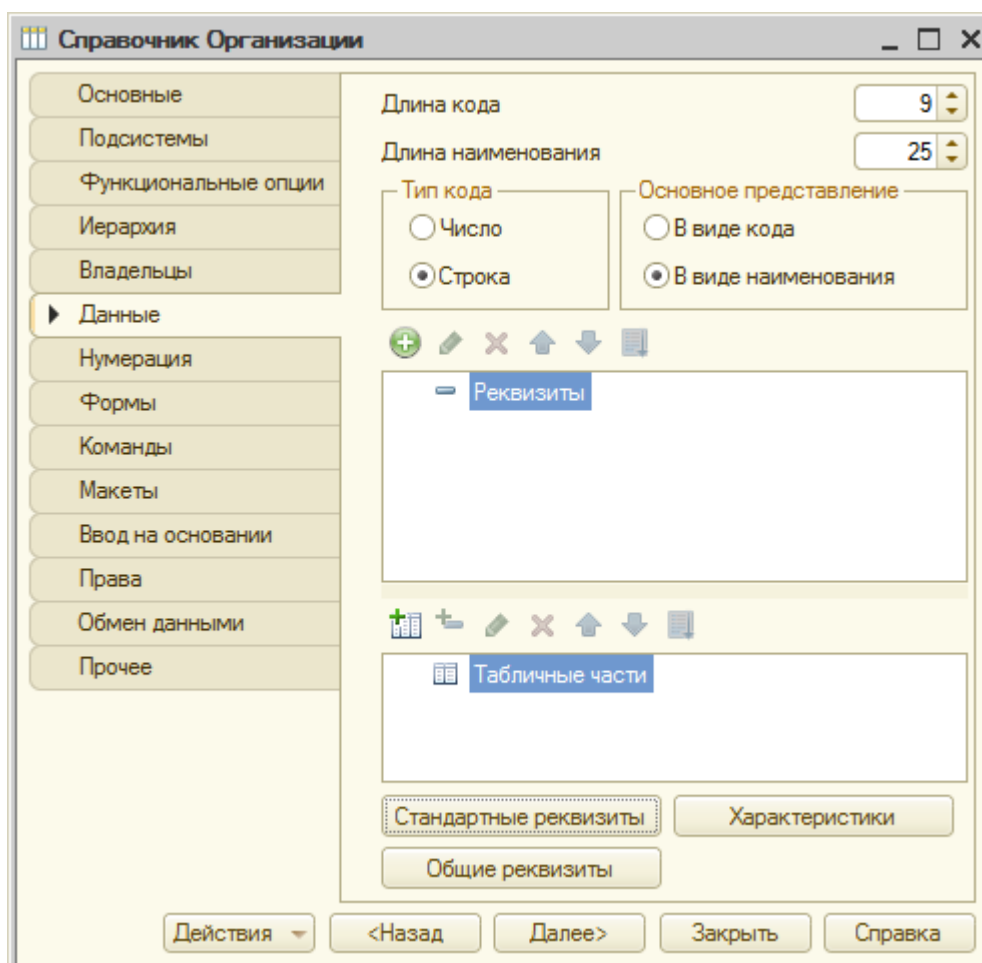 Справочник Организации
Основные
Подсистемы
Функциональные опции
Иерархия
Владельцы
Данные
Нумерация
Формы
Команды
Макеты
Ввод на основании
Права
Обмен данными
Прочее
Длина кода 9
Длина наименования 25
Тип кода Основное представление
Число В виде кода
Строка В виде наименования
Реквизиты
Табличные части
Стандартные реквизиты Характеристики
Общие реквизиты
Действия <Назад Далее> Закрыть Справка